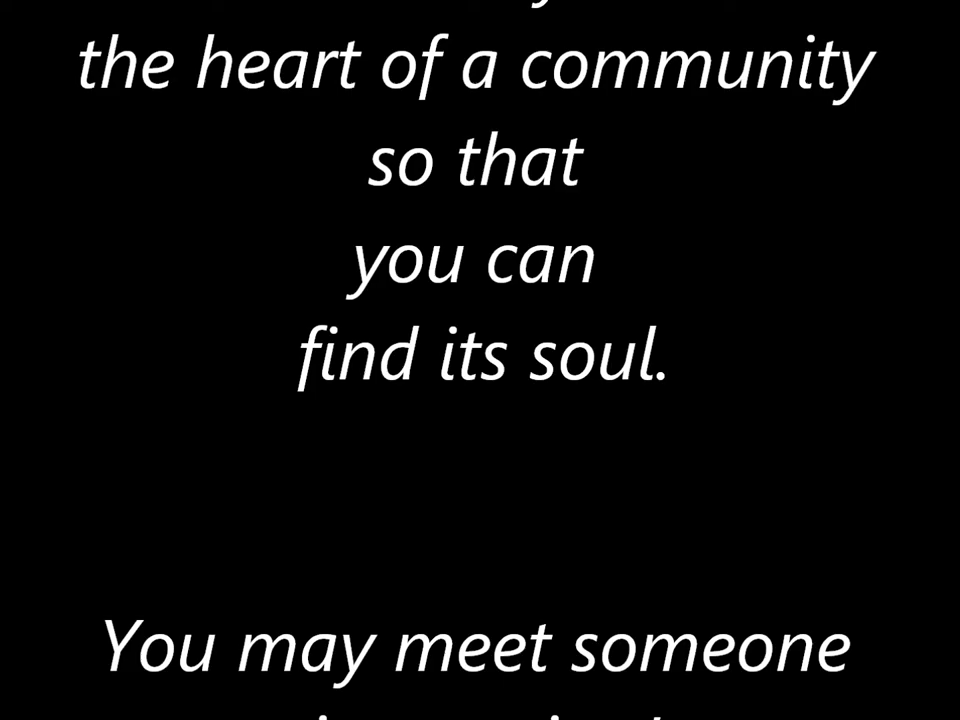 the heart of a community
so that
you can
find its soul.
You may meet someone